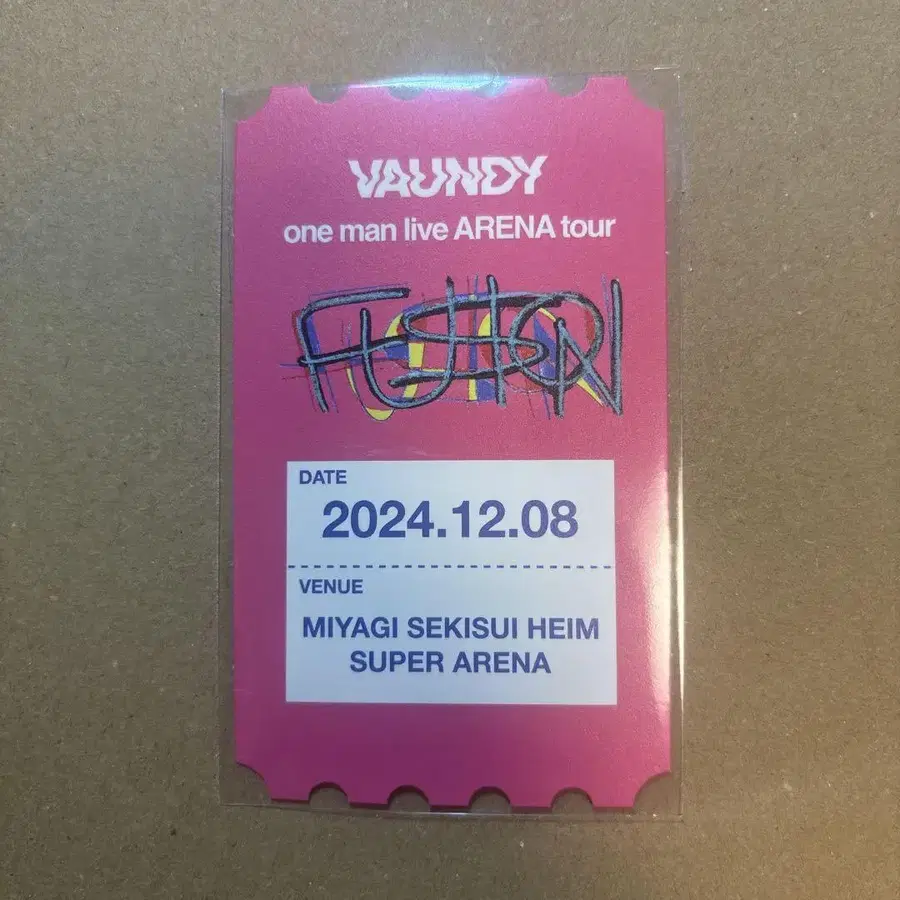 VAUNDY
one man live ARENA tour
FUSION
DATE
2024.12.08
VENUE
MIYAGI SEKISUI HEIM
SUPER ARENA